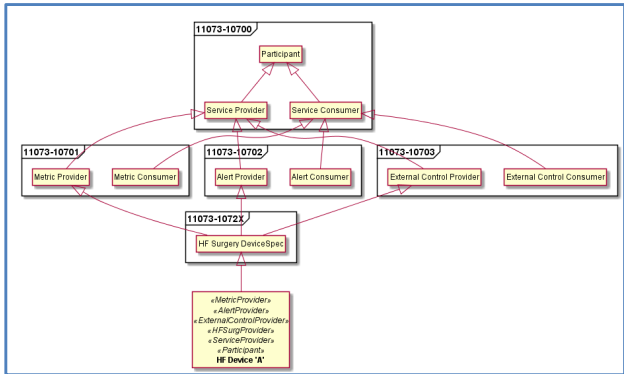 11073-10700
Participant
Service Provider
Service Consumer
11073-10701
11073-10702
11073-10703
Metric Provider
Metric Consumer
Alert Provider
Alert Consumer
External Control Provider
External Control Consumer
11073-1072X
HF Surgery DeviceSpec
«MetricProvider»
«AlertProvider»
«ExternalControlProvider»
«HFSurgProvider»
«ServiceProvider»
«Participant»
HF Device 'A'